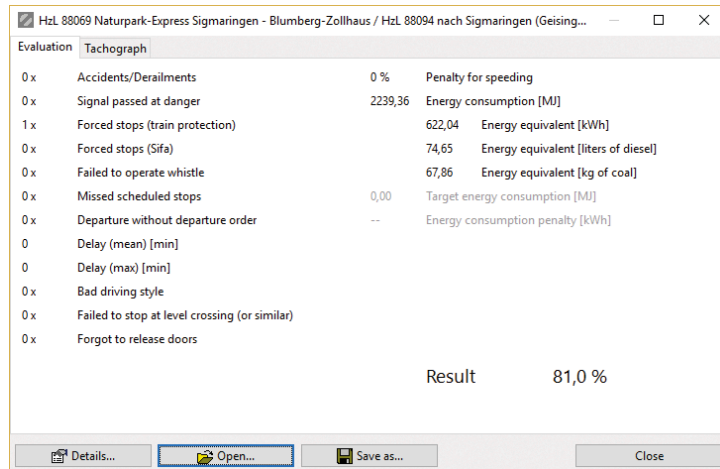 HzL 88069 Naturpark-Express Sigmaringen - Blumberg-Zollhaus / HzL 88094 nach Sigmaringen (Geising...
Evaluation Tachograph
0 x Accidents/Derailments 0 % Penalty for speeding
0 x Signal passed at danger 2239,36 Energy consumption [MJ]
1 x Forced stops (train protection) 622,04 Energy equivalent [kWh]
0 x Forced stops (Sifa) 74,65 Energy equivalent [liters of diesel]
0 x Failed to operate whistle 67,86 Energy equivalent [kg of coal]
0 x Missed scheduled stops 0,00 Target energy consumption [MJ]
0 x Departure without departure order -- Energy consumption penalty [kWh]
0 Delay (mean) [min]
0 Delay (max) [min]
0 x Bad driving style
0 x Failed to stop at level crossing (or similar)
0 x Forgot to release doors
Result 81,0 %
Details... Open... Save as... Close